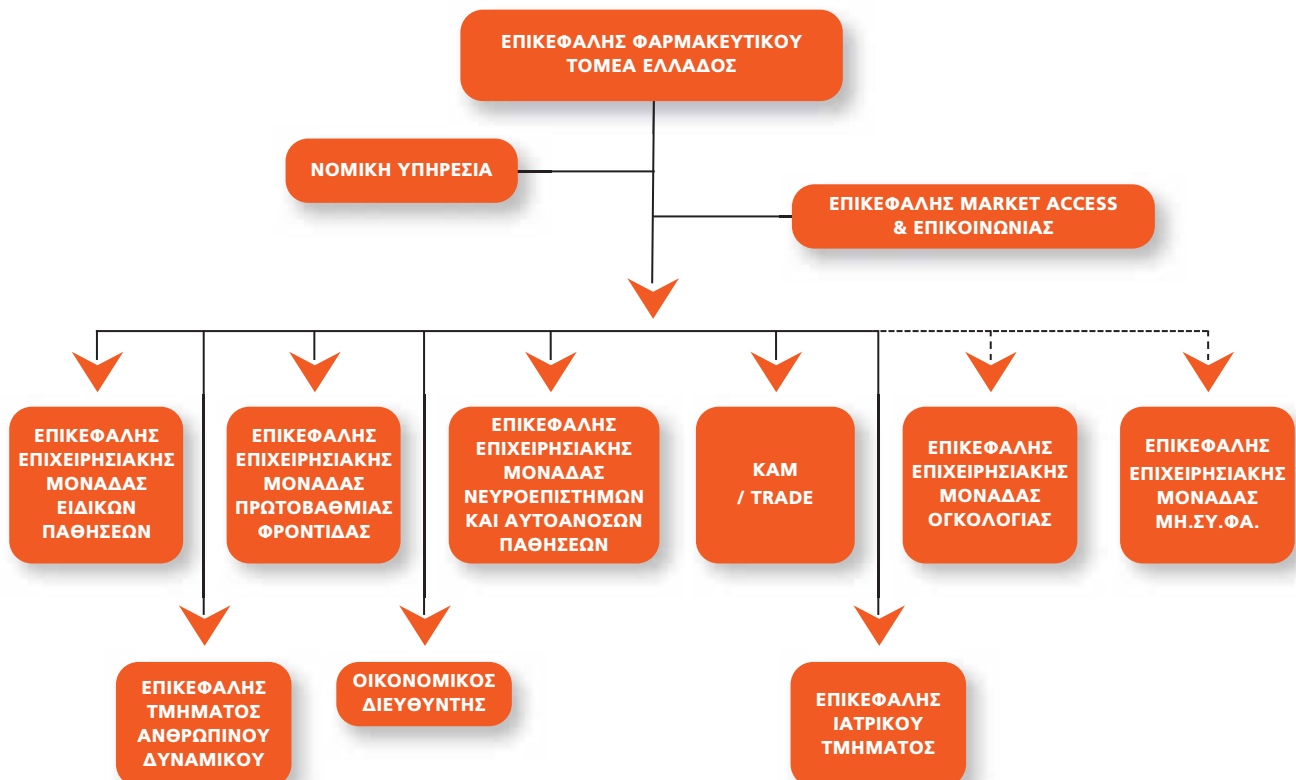 ΕΠΙΚΕΦΑΛΗΣ ΦΑΡΜΑΚΕΥΤΙΚΟΥ
ΤΟΜΕΑ ΕΛΛΑΔΟΣ
ΝΟΜΙΚΗ ΥΠΗΡΕΣΙΑ
ΕΠΙΚΕΦΑΛΗΣ MARKET ACCESS
& ΕΠΙΚΟΙΝΩΝΙΑΣ
ΕΠΙΚΕΦΑΛΗΣ
ΕΠΙΧΕΙΡΗΣΙΑΚΗΣ
ΜΟΝΑΔΑΣ
ΕΙΔΙΚΩΝ
ΠΑΘΗΣΕΩΝ
ΕΠΙΚΕΦΑΛΗΣ
ΕΠΙΧΕΙΡΗΣΙΑΚΗΣ
ΜΟΝΑΔΑΣ
ΠΡΩΤΟΒΑΘΜΙΑΣ
ΦΡΟΝΤΙΔΑΣ
ΕΠΙΚΕΦΑΛΗΣ
ΕΠΙΧΕΙΡΗΣΙΑΚΗΣ
ΜΟΝΑΔΑΣ
ΝΕΥΡΟΕΠΙΣΤΗΜΩΝ
ΚΑΙ ΑΥΤΟΑΝΟΣΩΝ
ΠΑΘΗΣΕΩΝ
KAM
/ TRADE
ΕΠΙΚΕΦΑΛΗΣ
ΕΠΙΧΕΙΡΗΣΙΑΚΗΣ
ΜΟΝΑΔΑΣ
ΟΓΚΟΛΟΓΙΑΣ
ΕΠΙΚΕΦΑΛΗΣ
ΕΠΙΧΕΙΡΗΣΙΑΚΗΣ
ΜΟΝΑΔΑΣ
ΜΗ.ΣΥ.ΦΑ.
ΕΠΙΚΕΦΑΛΗΣ
ΤΜΗΜΑΤΟΣ
ΑΝΘΡΩΠΙΝΟΥ
ΔΥΝΑΜΙΚΟΥ
ΟΙΚΟΝΟΜΙΚΟΣ
ΔΙΕΥΘΥΝΤΗΣ
ΕΠΙΚΕΦΑΛΗΣ
ΙΑΤΡΙΚΟΥ
ΤΜΗΜΑΤΟΣ